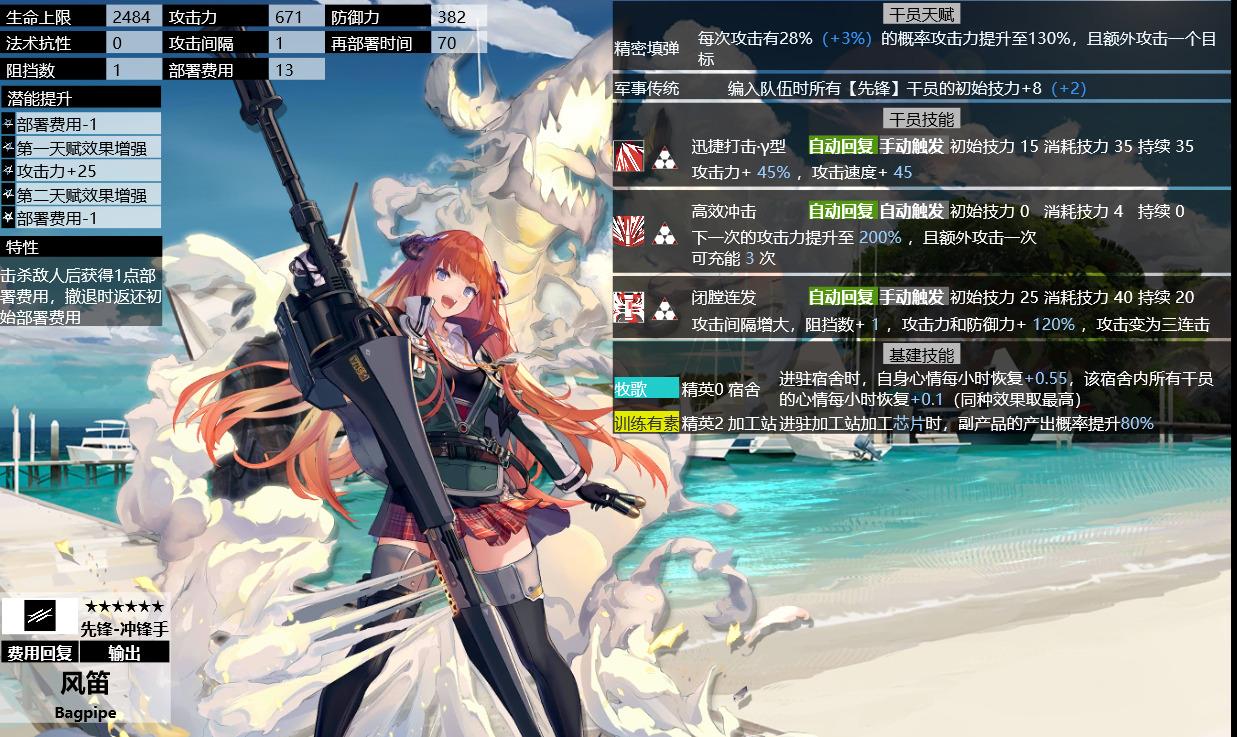 生命上限 2484 攻击力 671 防御力 382
法术抗性 0 攻击间隔 1 再部署时间 70
阻挡数 1 部署费用 13
潜能提升
部署费用-1
第一天赋效果增强
攻击力+25
第二天赋效果增强
部署费用-1
特性
击杀敌人后获得1点部
署费用，撤退时返还初
始部署费用
★★★★★★
先锋-冲锋手
费用回复 输出
风笛
Bagpipe
干员天赋
精密填弹 每次攻击有28%（+3%）的概率攻击力提升至130%，且额外攻击一个目
标
军事传统 编入队伍时所有【先锋】干员的初始技力+8（+2）
干员技能
迅捷打击·γ型 自动回复 手动触发 初始技力 15 消耗技力 35 持续 35
攻击力+ 45% ，攻击速度+ 45
高效冲击 自动回复 自动触发 初始技力 0 消耗技力 4 持续 0
下一次的攻击力提升至 200% ，且额外攻击一次
可充能 3 次
闭膛连发 自动回复 手动触发 初始技力 25 消耗技力 40 持续 20
攻击间隔增大，阻挡数+ 1 ，攻击力和防御力+ 120% ，攻击变为三连击
基建技能
牧歌 精英0 宿舍 进驻宿舍时，自身心情每小时恢复+0.55，该宿舍内所有干员
的心情每小时恢复+0.1（同种效果取最高）
训练有素 精英2 加工站 进驻加工站加工芯片时，副产品的产出概率提升80%